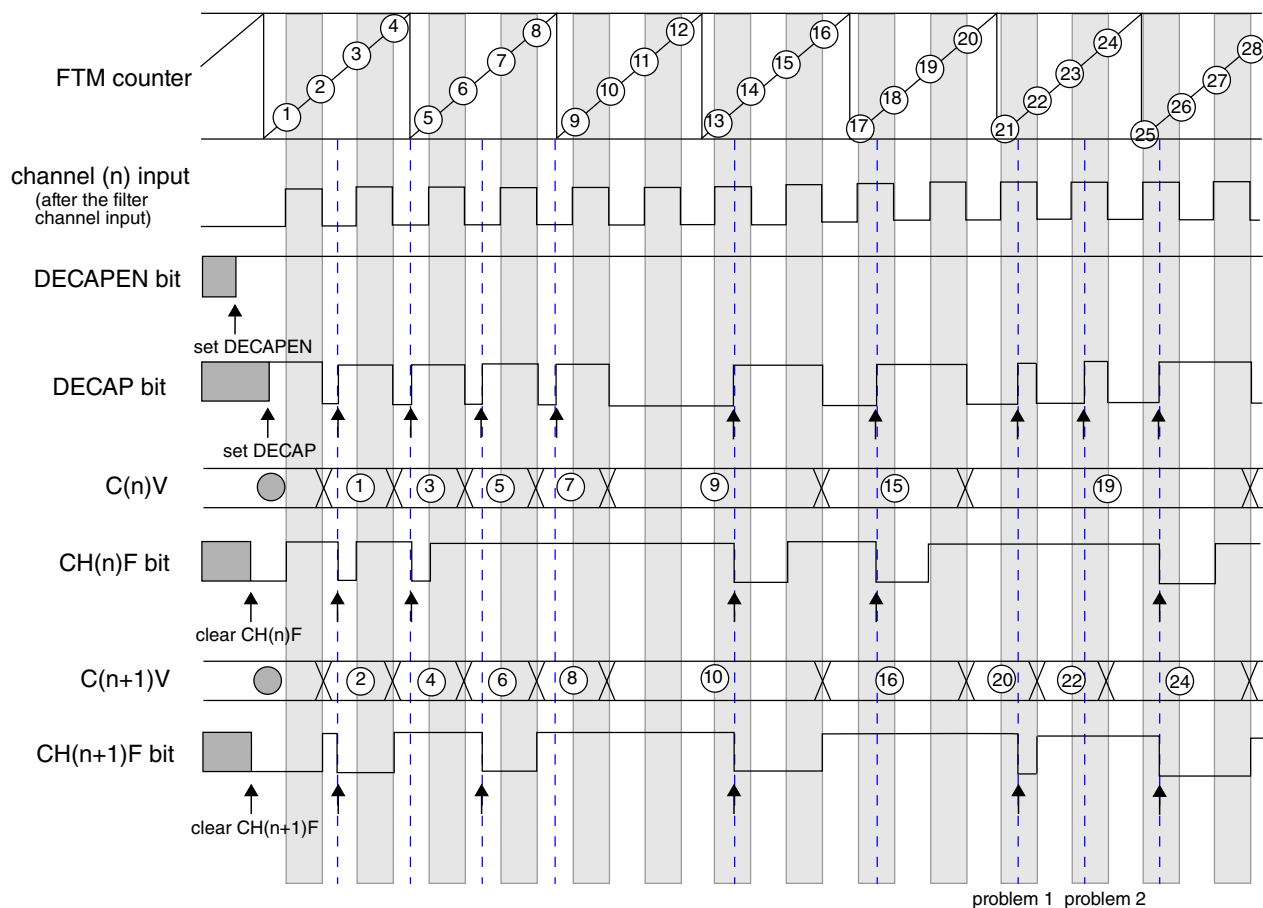 FTM counter
1 2 3 4 5 6 7 8 9 10 11 12 13 14 15 16 17 18 19 20 21 22 23 24 25 26 27 28
channel (n) input
(after the filter
channel input)
DECAPEN bit
set DECAPEN
DECAP bit
set DECAP
C(n)V
1 3 5 7 9 15 19
CH(n)F bit
clear CH(n)F
C(n+1)V
2 4 6 8 10 16 20 22 24
CH(n+1)F bit
clear CH(n+1)F
problem 1 problem 2